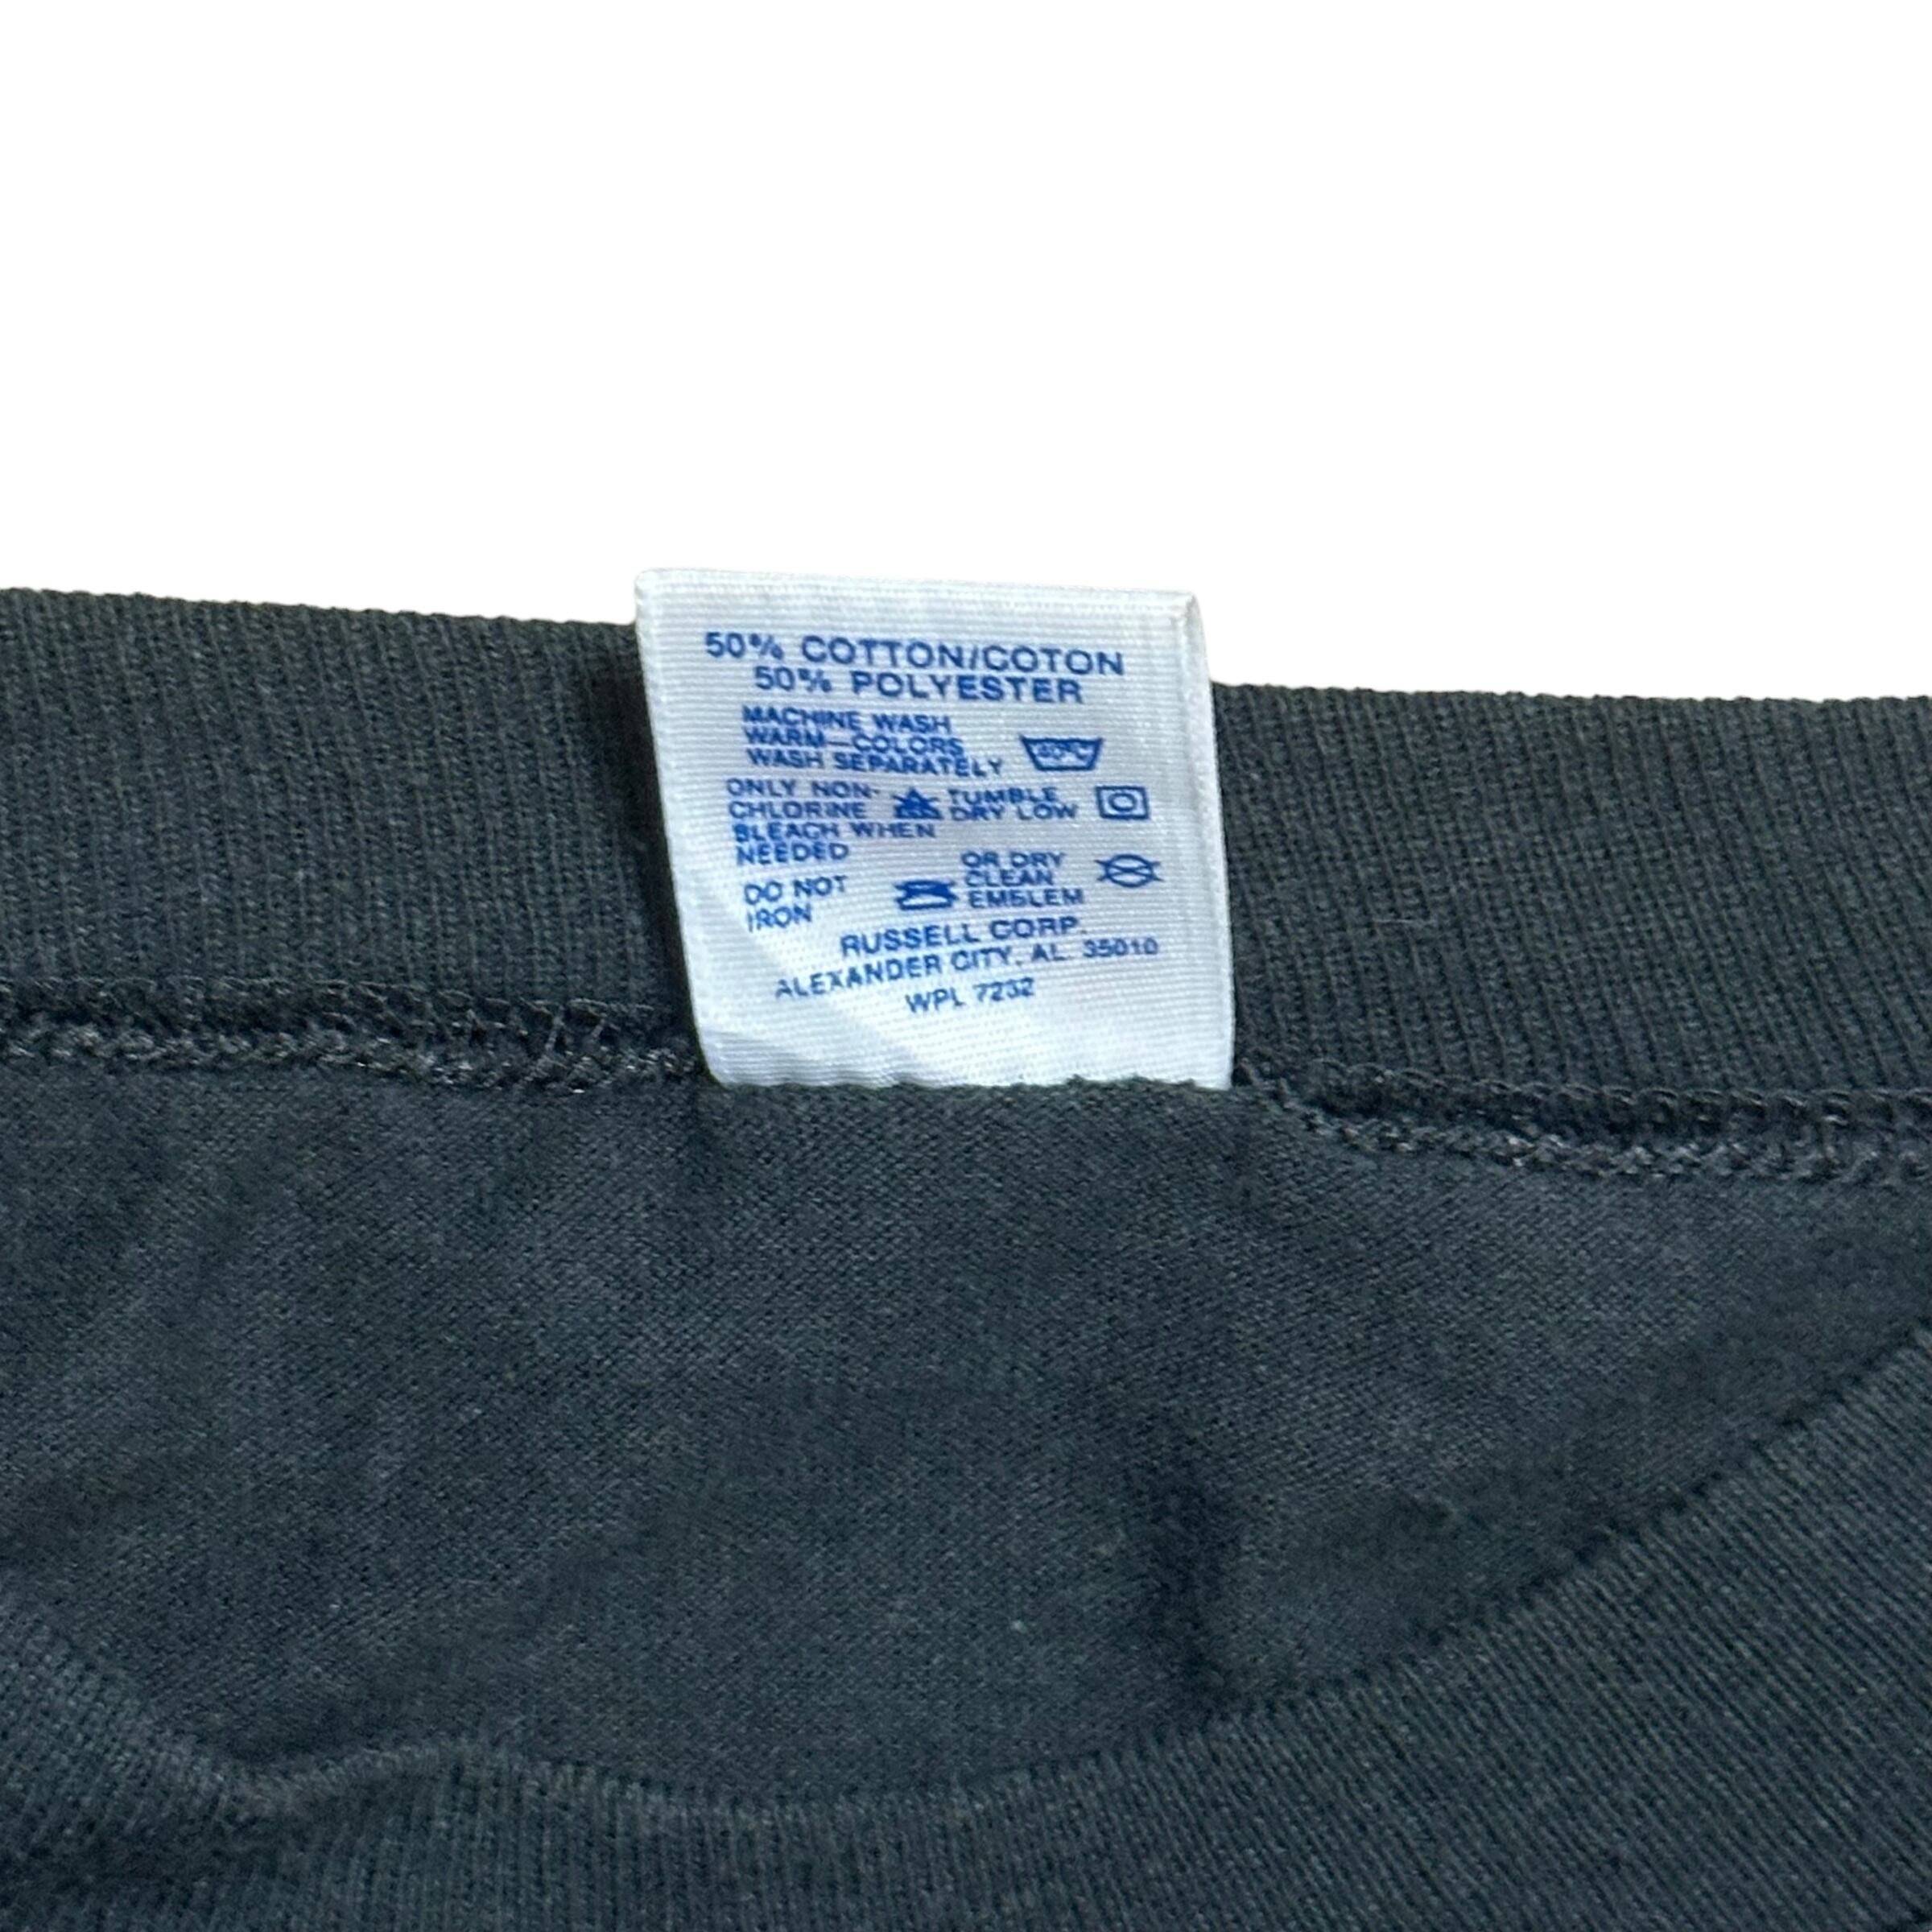 50% COTTON/COTON
50% POLYESTER
MACHINE WASH
WARM—COLORS
WASH SEPARATELY
40°C
ONLY NON-
CHLORINE
BLEACH WHEN
NEEDED
TUMBLE
DRY LOW
DO NOT
IRON
OR DRY
CLEAN
EMBLEM
RUSSELL CORP.
ALEXANDER CITY, AL 35010
WPL 7232